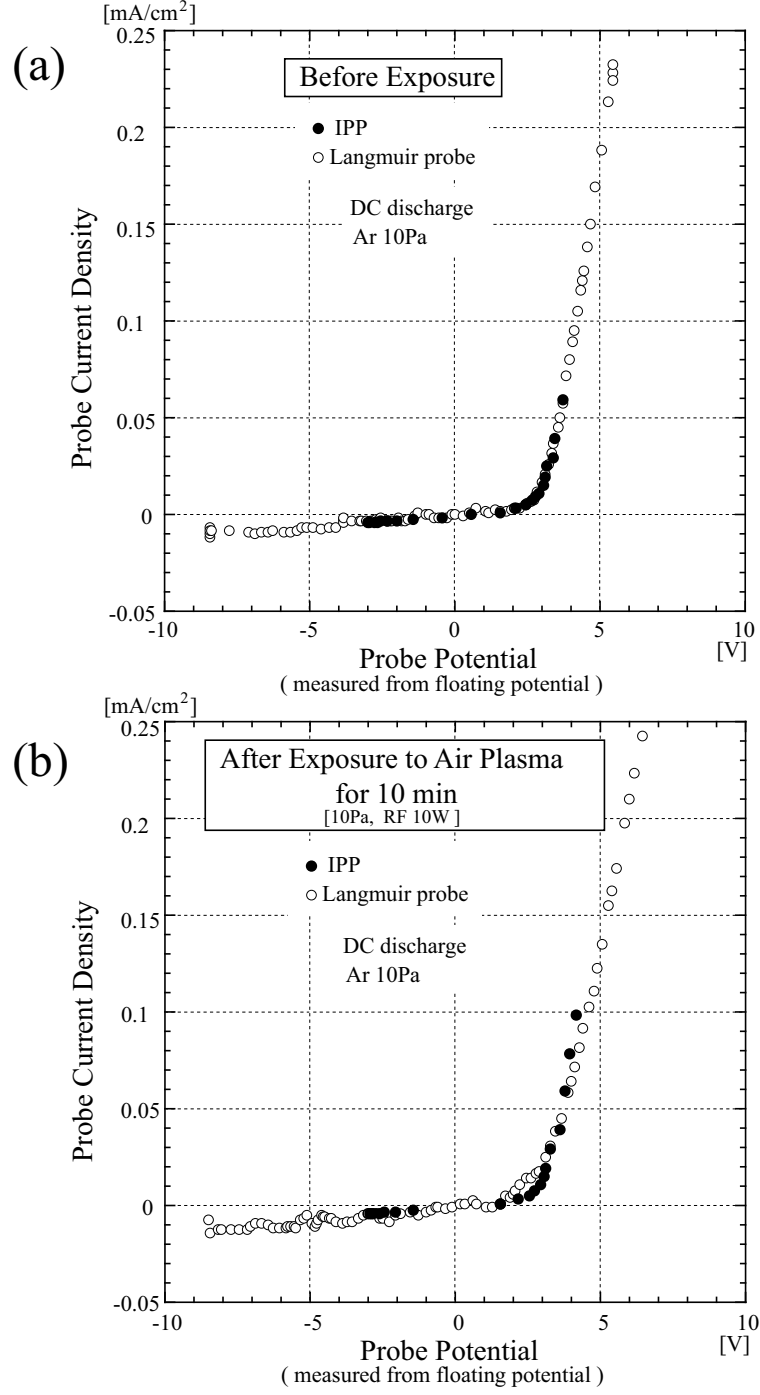 [mA/cm²]
(a)
0.25
0.2
0.15
0.1
0.05
0
-0.05
Probe Current Density
Before Exposure
IPP
Langmuir probe
DC discharge
Ar 10Pa
-10 -5 0 5 10
[V]
Probe Potential
( measured from floating potential )
[mA/cm²]
(b)
0.25
0.2
0.15
0.1
0.05
0
-0.05
Probe Current Density
After Exposure to Air Plasma
for 10 min
[10Pa, RF 10W ]
IPP
Langmuir probe
DC discharge
Ar 10Pa
-10 -5 0 5 10
[V]
Probe Potential
( measured from floating potential )